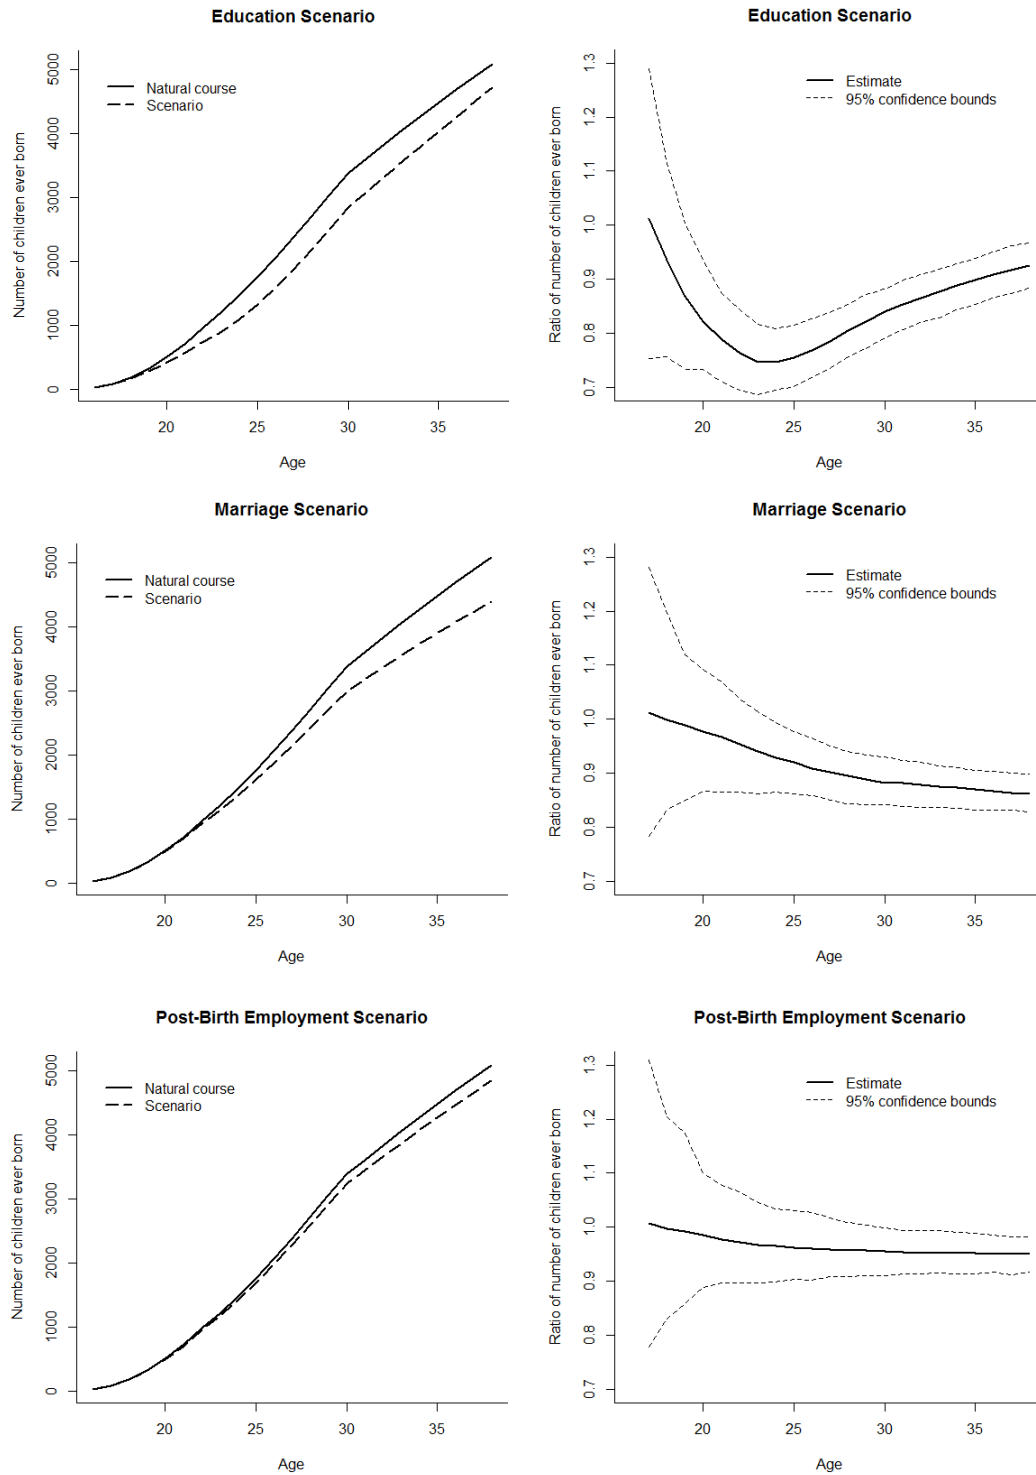 Education Scenario
Number of children ever born
5000
4000
3000
2000
1000
0
Natural course
Scenario
20
25
30
35
Age
Education Scenario
Ratio of number of children ever born
1.3
1.2
1.1
1.0
0.9
0.8
0.7
Estimate
95% confidence bounds
20
25
30
35
Age
Marriage Scenario
Number of children ever born
5000
4000
3000
2000
1000
0
Natural course
Scenario
20
25
30
35
Age
Marriage Scenario
Ratio of number of children ever born
1.3
1.2
1.1
1.0
0.9
0.8
0.7
Estimate
95% confidence bounds
20
25
30
35
Age
Post-Birth Employment Scenario
Number of children ever born
5000
4000
3000
2000
1000
0
Natural course
Scenario
20
25
30
35
Age
Post-Birth Employment Scenario
Ratio of number of children ever born
1.3
1.2
1.1
1.0
0.9
0.8
0.7
Estimate
95% confidence bounds
20
25
30
35
Age